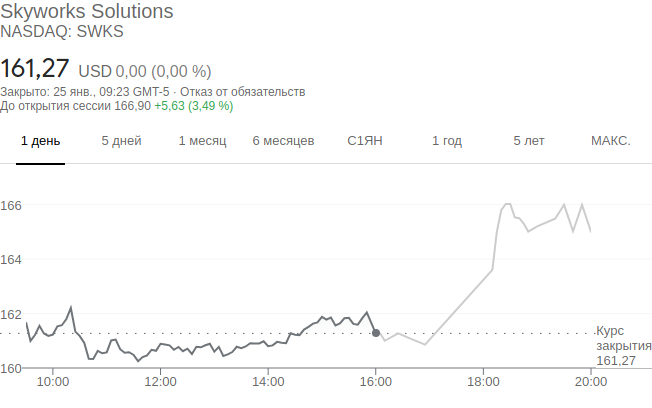 Skyworks Solutions
NASDAQ: SWKS
161,27 USD 0,00 (0,00 %)
Закрыто: 25 янв., 09:23 GMT-5 · Отказ от обязательств
До открытия сессии 166,90 +5,63 (3,49 %)
1 день 5 дней 1 месяц 6 месяцев С1ЯН 1 год 5 лет МАКС.
166
164
162
160
Курс
закрытия
161,27
10:00 12:00 14:00 16:00 18:00 20:00